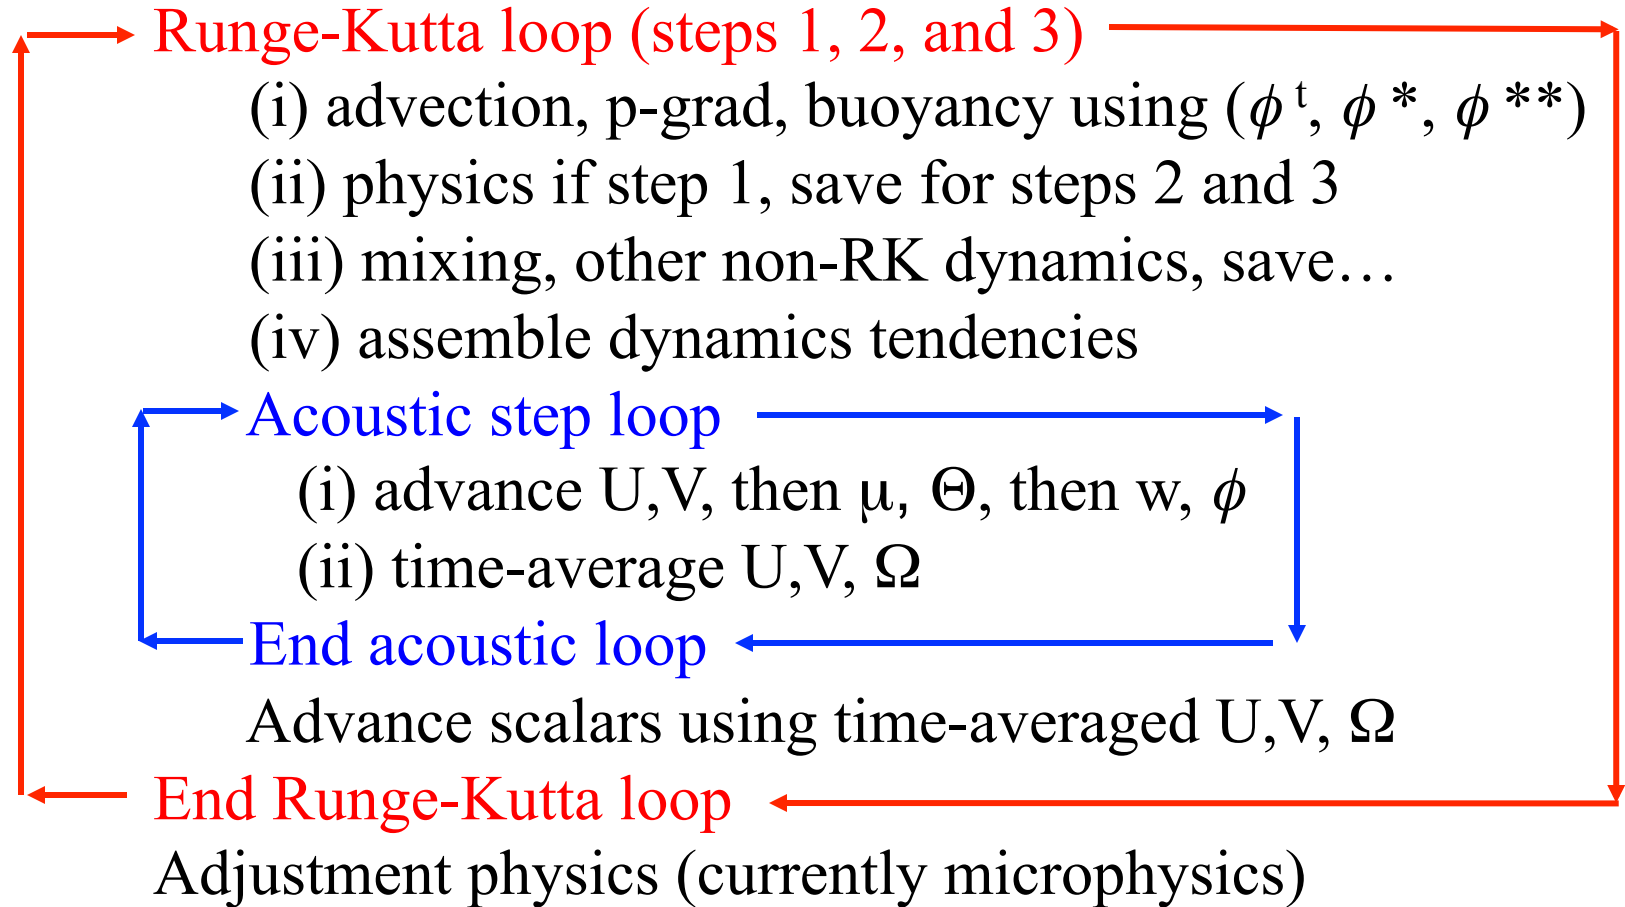 Runge-Kutta loop (steps 1, 2, and 3)
(i) advection, p-grad, buoyancy using (ϕ ᵗ, ϕ *, ϕ **)
(ii) physics if step 1, save for steps 2 and 3
(iii) mixing, other non-RK dynamics, save…
(iv) assemble dynamics tendencies
Acoustic step loop
(i) advance U,V, then μ, Θ, then w, ϕ
(ii) time-average U,V, Ω
End acoustic loop
Advance scalars using time-averaged U,V, Ω
End Runge-Kutta loop
Adjustment physics (currently microphysics)